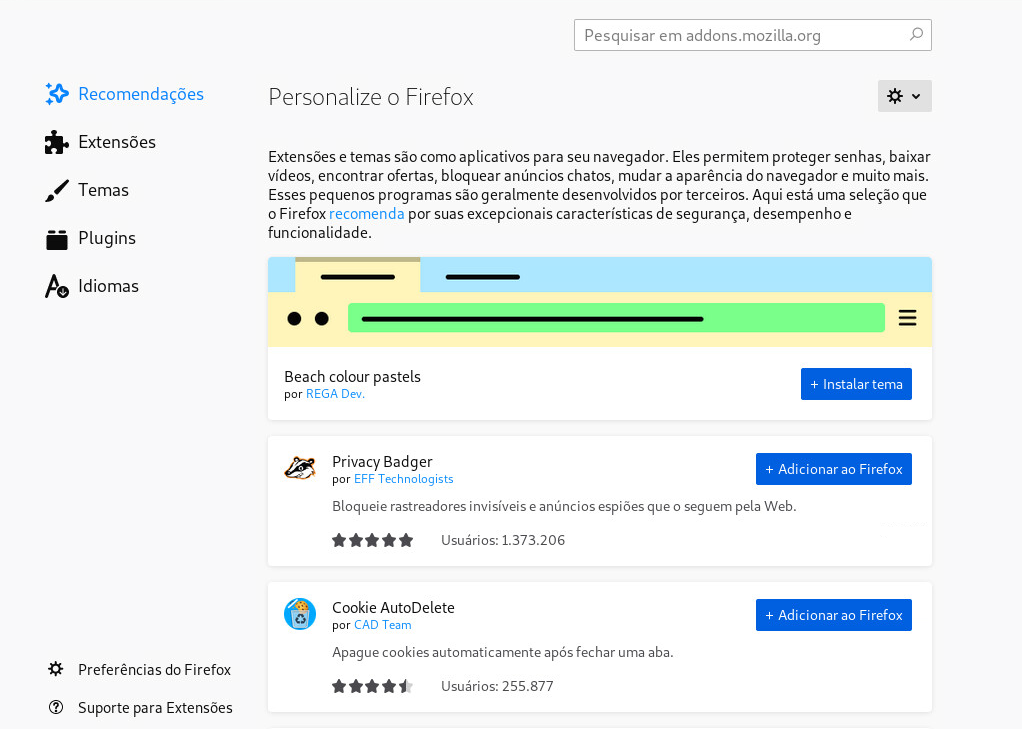 Pesquisar em addons.mozilla.org
Recomendações
Extensões
Temas
Plugins
Idiomas
Preferências do Firefox
Suporte para Extensões
Personalize o Firefox
Extensões e temas são como aplicativos para seu navegador. Eles permitem proteger senhas, baixar
vídeos, encontrar ofertas, bloquear anúncios chatos, mudar a aparência do navegador e muito mais.
Esses pequenos programas são geralmente desenvolvidos por terceiros. Aqui está uma seleção que
o Firefox recomenda por suas excepcionais características de segurança, desempenho e
funcionalidade.
Beach colour pastels
por REGA Dev.
+ Instalar tema
Privacy Badger
por EFF Technologists
+ Adicionar ao Firefox
Bloqueie rastreadores invisíveis e anúncios espiões que o seguem pela Web.
Usuários: 1.373.206
Cookie AutoDelete
por CAD Team
+ Adicionar ao Firefox
Apague cookies automaticamente após fechar uma aba.
Usuários: 255.877